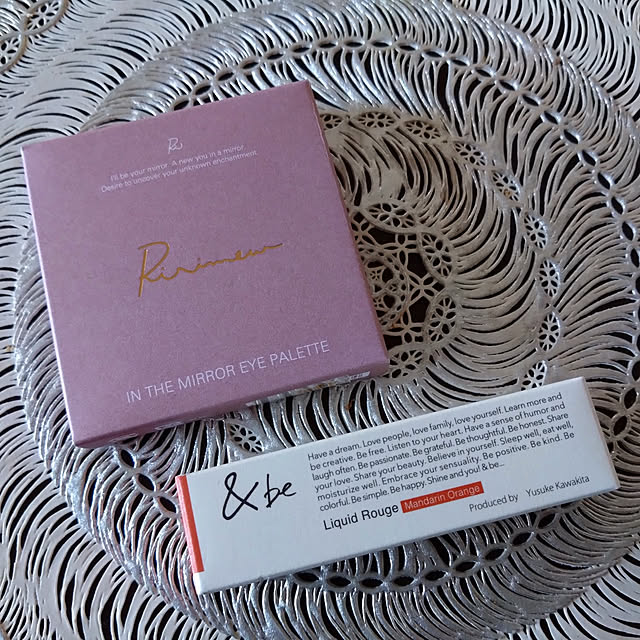 Ri
I'll be your mirror. A new you in a mirror.
Desire to uncover your unknown enchantment
Ririmew
IN THE MIRROR EYE PALETTE
&be
Have a dream. Love people, love family, love yourself. Learn more and
be creative. Be free. Listen to your heart. Have a sense of humor and
laugh often. Be passionate. Be grateful. Be thoughtful. Be honest. Share
your love. Share your beauty. Believe in yourself. Sleep well, eat well,
moisturize well. Embrace your sensuality. Be positive. Be kind. Be
colorful. Be simple. Be happy. Shine and you! & be...
Liquid Rouge Mandarin Orange
Produced by Yusuke Kawakita